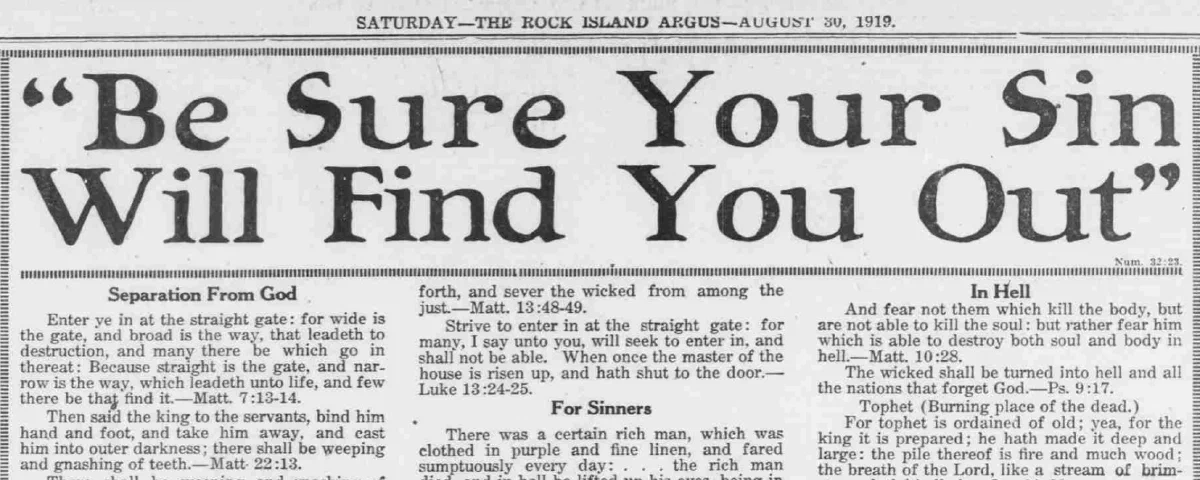 SATURDAY—THE ROCK ISLAND ARGUS—AUGUST 30, 1919.
“Be Sure Your Sin
Will Find You Out”
Num. 32:23.
Separation From God
Enter ye in at the straight gate: for wide is
the gate, and broad is the way, that leadeth to
destruction, and many there be which go in
thereat: Because straight is the gate, and nar-
row is the way, which leadeth unto life, and few
there be that find it.—Matt. 7:13-14.
Then said the king to the servants, bind him
hand and foot, and take him away, and cast
him into outer darkness; there shall be weeping
and gnashing of teeth.—Matt- 22:13.
forth, and sever the wicked from among the
just.—Matt. 13:48-49.
Strive to enter in at the straight gate: for
many, I say unto you, will seek to enter in, and
shall not be able. When once the master of the
house is risen up, and hath shut to the door.—
Luke 13:24-25.
For Sinners
There was a certain rich man, which was
clothed in purple and fine linen, and fared
sumptuously every day: . . . the rich man
In Hell
And fear not them which kill the body, but
are not able to kill the soul: but rather fear him
which is able to destroy both soul and body in
hell.—Matt. 10:28.
The wicked shall be turned into hell and all
the nations that forget God.—Ps. 9:17.
Tophet (Burning place of the dead.)
For tophet is ordained of old; yea, for the
king it is prepared; he hath made it deep and
large: the pile thereof is fire and much wood;
the breath of the Lord, like a stream of brim-